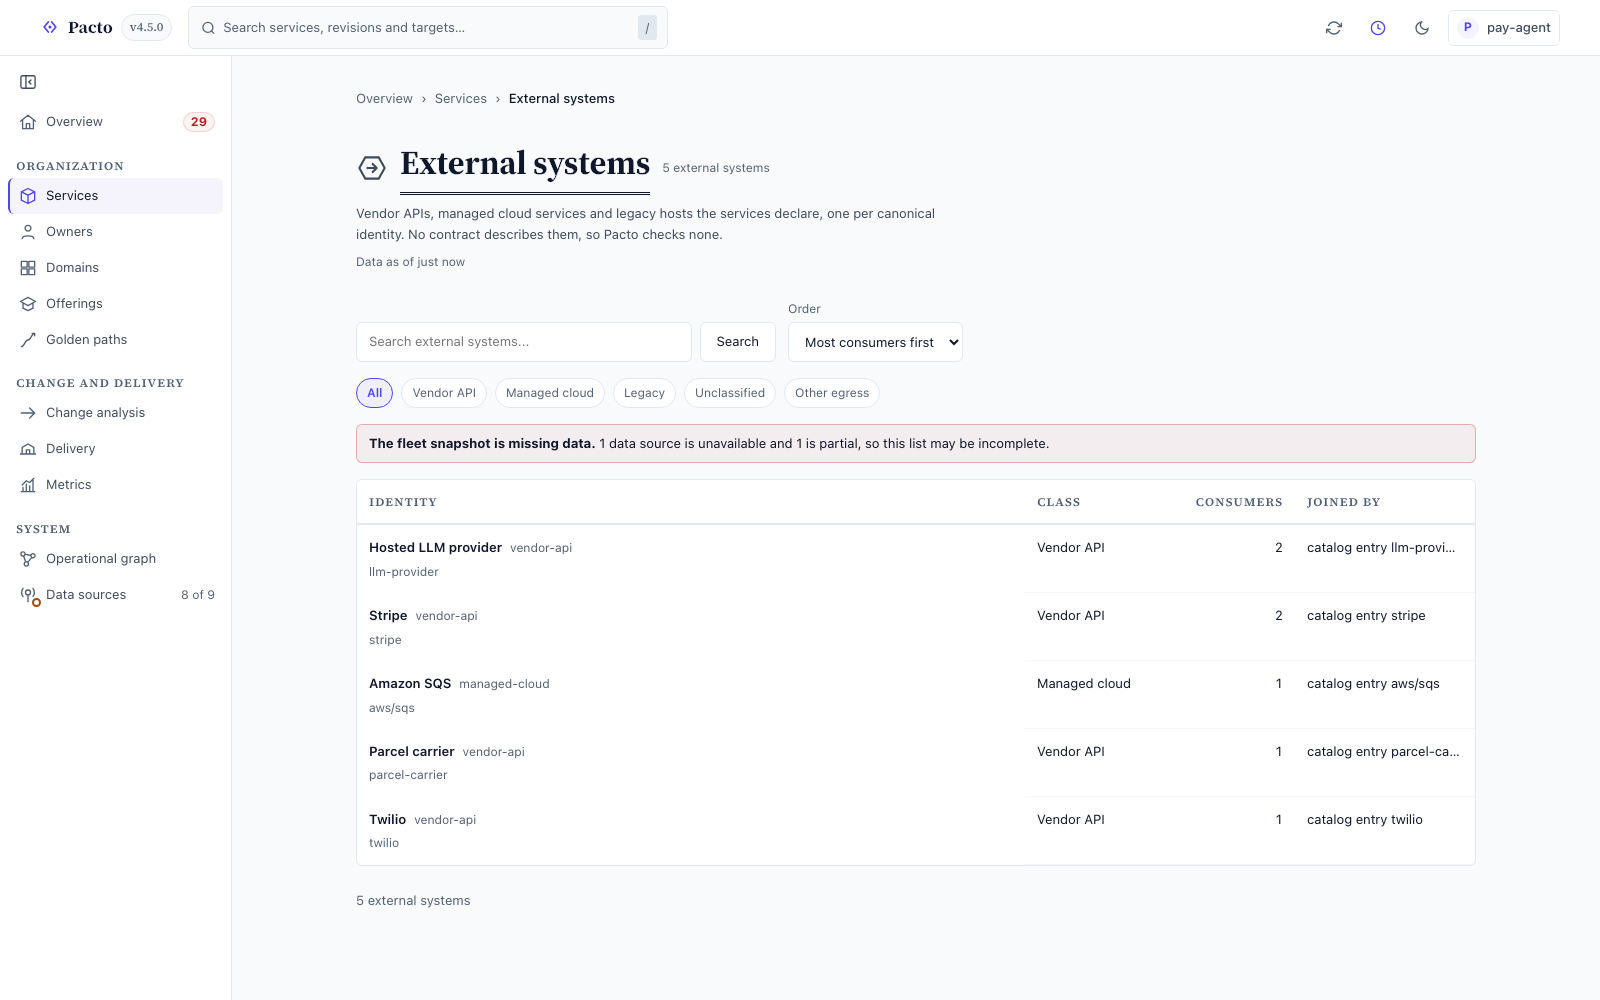 Pacto v4.5.0 Search services, revisions and targets... / P pay-agent
Overview 29
ORGANIZATION
Services
Owners
Domains
Offerings
Golden paths
CHANGE AND DELIVERY
Change analysis
Delivery
Metrics
SYSTEM
Operational graph
Data sources 8 of 9
Overview › Services › External systems
External systems 5 external systems
Vendor APIs, managed cloud services and legacy hosts the services declare, one per canonical
identity. No contract describes them, so Pacto checks none.
Data as of just now
Order
Search external systems... Search Most consumers first
All Vendor API Managed cloud Legacy Unclassified Other egress
The fleet snapshot is missing data. 1 data source is unavailable and 1 is partial, so this list may be incomplete.
IDENTITY CLASS CONSUMERS JOINED BY
Hosted LLM provider vendor-api Vendor API 2 catalog entry llm-provi...
llm-provider
Stripe vendor-api Vendor API 2 catalog entry stripe
stripe
Amazon SQS managed-cloud Managed cloud 1 catalog entry aws/sqs
aws/sqs
Parcel carrier vendor-api Vendor API 1 catalog entry parcel-ca...
parcel-carrier
Twilio vendor-api Vendor API 1 catalog entry twilio
twilio
5 external systems